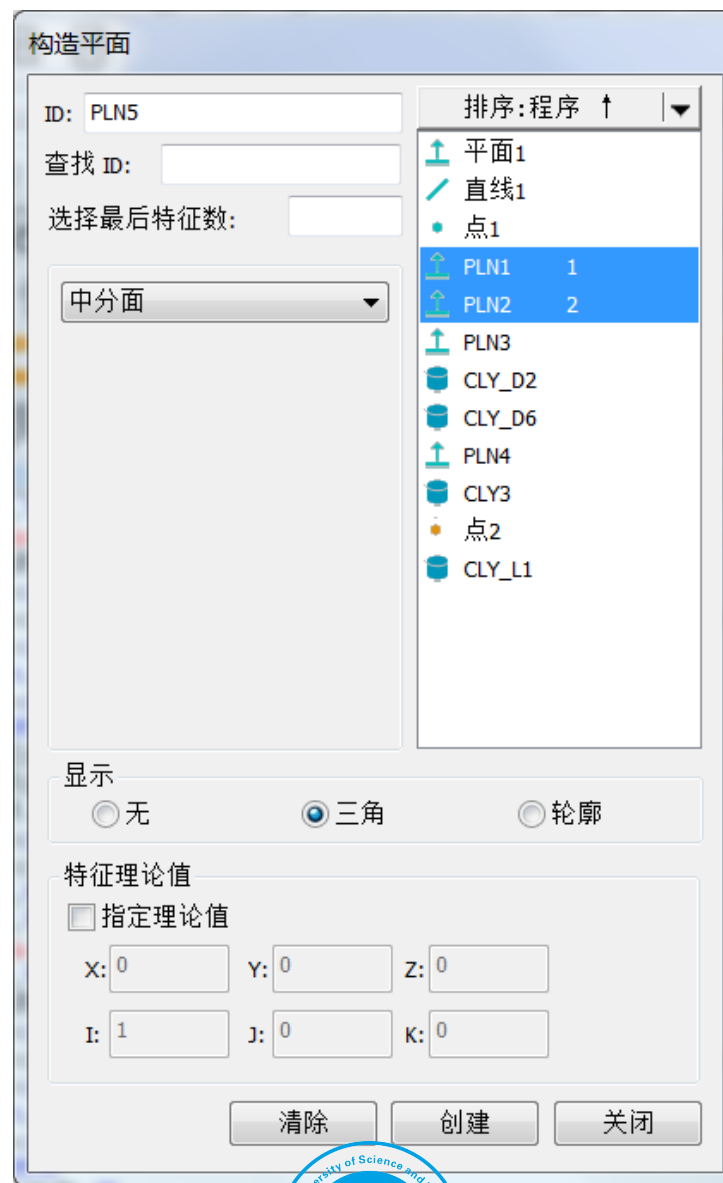 构造平面
ID: PLN5
查找 ID:
选择最后特征数:
中分面
排序:程序
平面1
直线1
点1
PLN1 1
PLN2 2
PLN3
CLY_D2
CLY_D6
PLN4
CLY3
点2
CLY_L1
显示
无 三角 轮廓
特征理论值
指定理论值
X: 0 Y: 0 Z: 0
I: 1 J: 0 K: 0
清除 创建 关闭
of Science